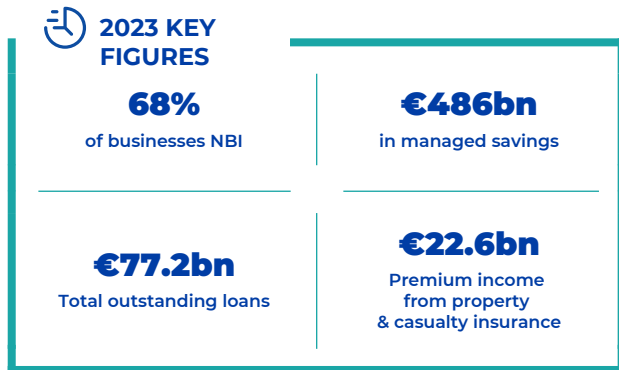 2023 KEY
FIGURES
68%
of businesses NBI
€486bn
in managed savings
€77.2bn
Total outstanding loans
€22.6bn
Premium income
from property
& casualty insurance